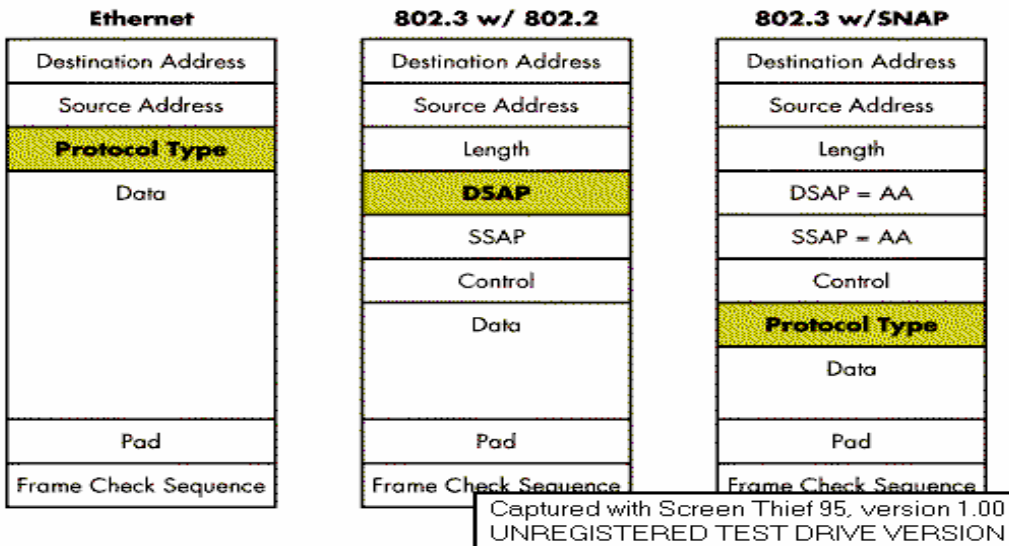 Ethernet
Destination Address
Source Address
Protocol Type
Data
Pad
Frame Check Sequence
802.3 w/ 802.2
Destination Address
Source Address
Length
DSAP
SSAP
Control
Data
Pad
Frame Check Sequence
802.3 w/SNAP
Destination Address
Source Address
Length
DSAP = AA
SSAP = AA
Control
Protocol Type
Data
Pad
Frame Check Sequence
Captured with Screen Thief 95, version 1.00
UNREGISTERED TEST DRIVE VERSION